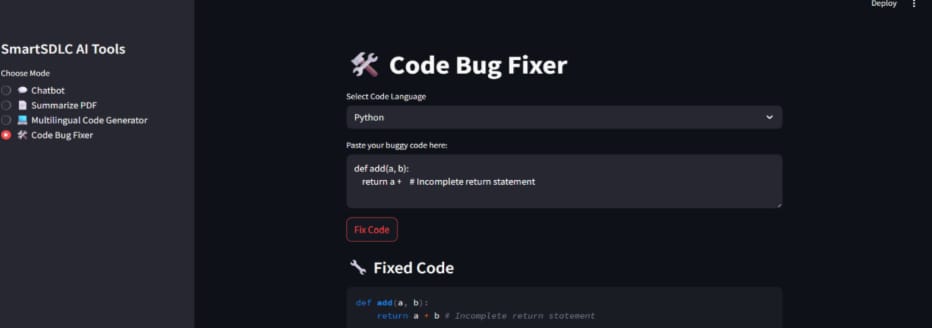 Deploy
SmartSDLC AI Tools
Choose Mode
Chatbot
Summarize PDF
Multilingual Code Generator
Code Bug Fixer
Code Bug Fixer
Select Code Language
Python
Paste your buggy code here:
def add(a, b):
return a +   # Incomplete return statement
Fix Code
Fixed Code
def add(a, b):
return a + b # Incomplete return statement